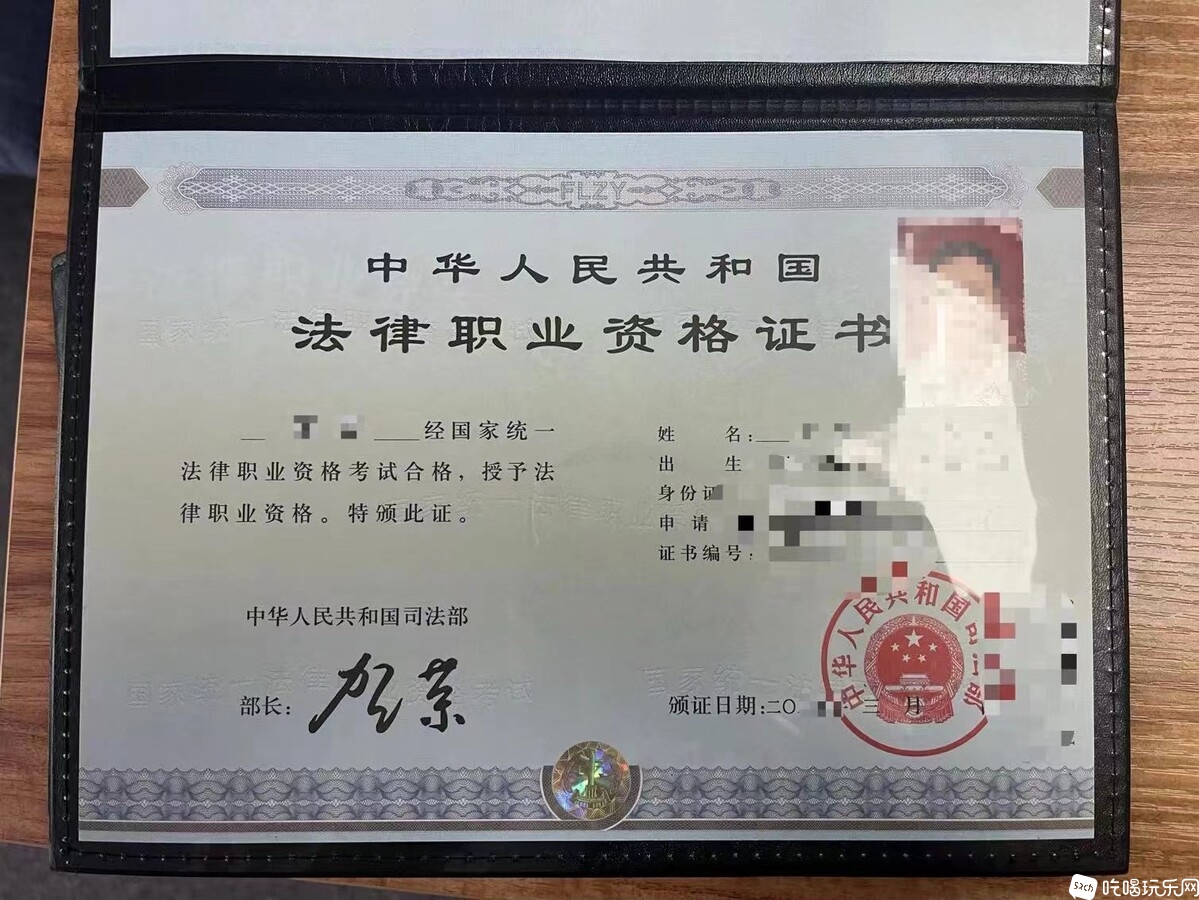 FLZY
中华人民共和国
法律职业资格证书
经国家统一
法律职业资格考试合格，授予法
律职业资格。特颁此证。
姓 名：
出 生
身份证
申 请
证书编号：
中华人民共和国司法部
部长：
颁证日期：二〇 三 月
中华人民共和国司 部
吃喝玩乐网